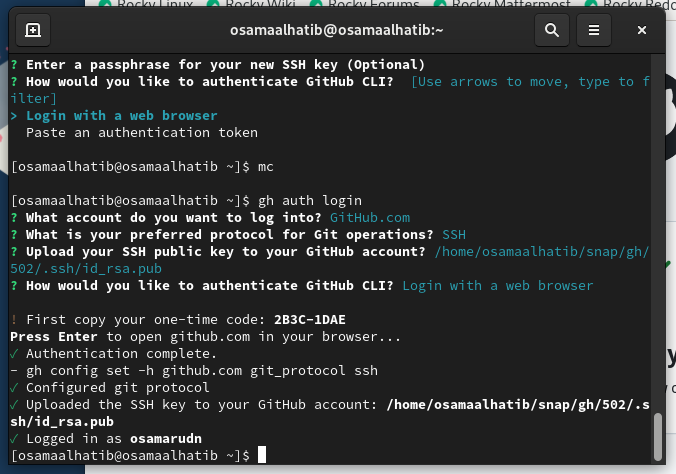 Rocky Linux Rocky Wiki Rocky Forums Rocky Mattermost Rocky Redd
osamaalhatib@osamaalhatib:~
? Enter a passphrase for your new SSH key (Optional)
? How would you like to authenticate GitHub CLI?  [Use arrows to move, type to f
ilter]
> Login with a web browser
  Paste an authentication token
[osamaalhatib@osamaalhatib ~]$ mc
[osamaalhatib@osamaalhatib ~]$ gh auth login
? What account do you want to log into? GitHub.com
? What is your preferred protocol for Git operations? SSH
? Upload your SSH public key to your GitHub account? /home/osamaalhatib/snap/gh/
502/.ssh/id_rsa.pub
? How would you like to authenticate GitHub CLI? Login with a web browser
! First copy your one-time code: 2B3C-1DAE
Press Enter to open github.com in your browser...
✓ Authentication complete.
- gh config set -h github.com git_protocol ssh
✓ Configured git protocol
✓ Uploaded the SSH key to your GitHub account: /home/osamaalhatib/snap/gh/502/.s
sh/id_rsa.pub
✓ Logged in as osamarudn
[osamaalhatib@osamaalhatib ~]$